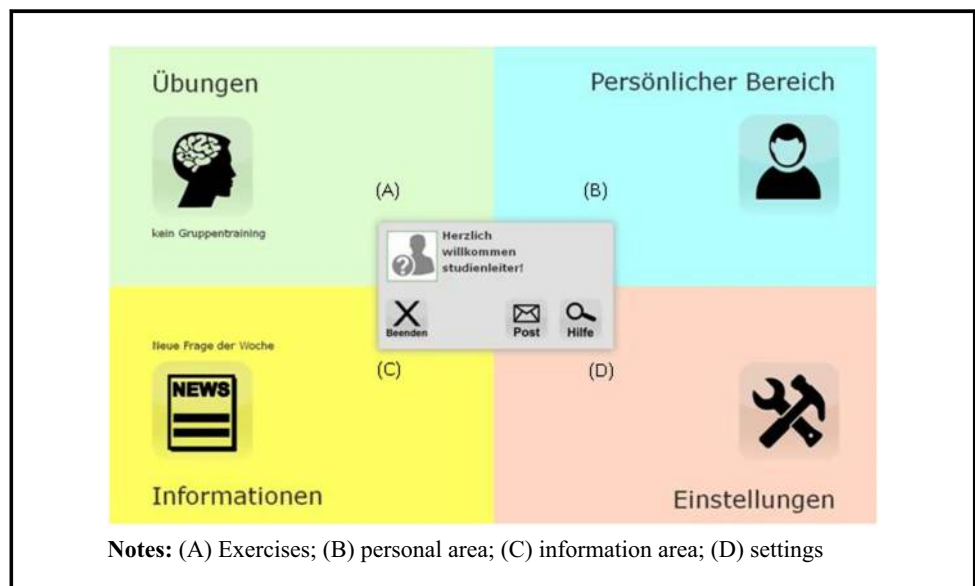 Übungen
Persönlicher Bereich
(A)
(B)
kein Gruppentraining
Herzlich
willkommen
studienleiter!
Beenden
Post
Hilfe
Neue Frage der Woche
(C)
(D)
NEWS
Informationen
Einstellungen
Notes: (A) Exercises; (B) personal area; (C) information area; (D) settings